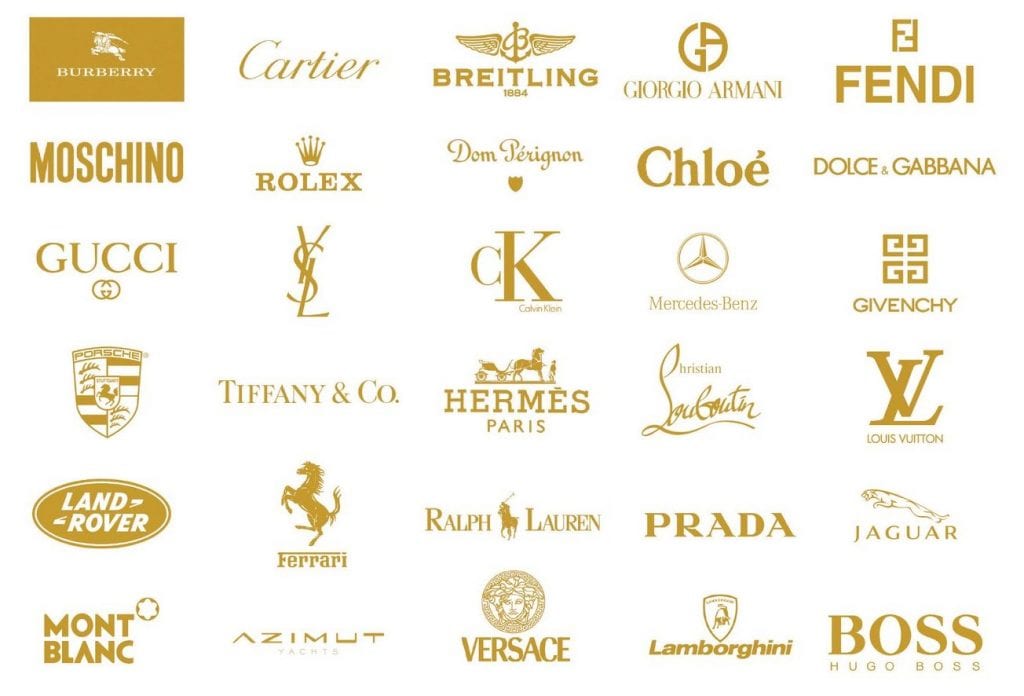 BURBERRY
Cartier
BREITLING
1884
GIORGIO ARMANI
FENDI
MOSCHINO
ROLEX
Dom Pérignon
Chloé
DOLCE & GABBANA
GUCCI
YSL
CK
Calvin Klein
Mercedes-Benz
GIVENCHY
PORSCHE®
STUTTGART
TIFFANY & CO.
HERMÈS
PARIS
Christian
Louboutin
LV
LOUIS VUITTON
LAND-
-ROVER
Ferrari
RALPH LAUREN
PRADA
JAGUAR
MONT
BLANC
AZIMUT
YACHTS
VERSACE
Lamborghini
BOSS
HUGO BOSS